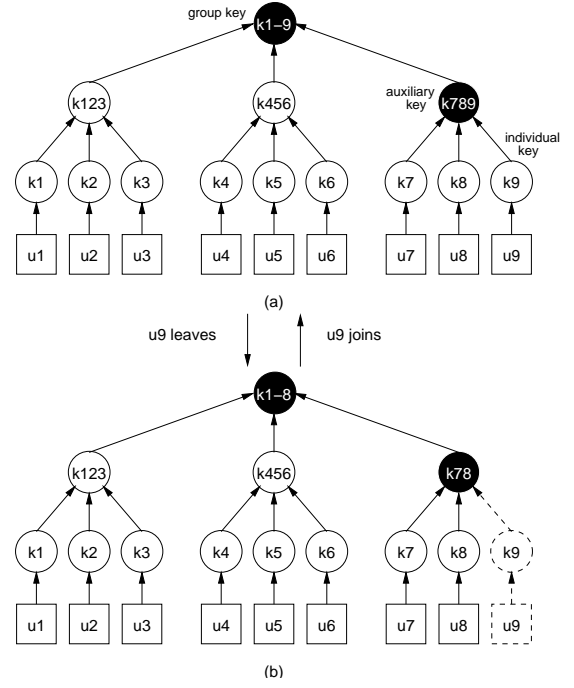 group key
k1-9
k123
k456
auxiliary
key
k789
individual
key
k1
k2
k3
k4
k5
k6
k7
k8
k9
u1
u2
u3
u4
u5
u6
u7
u8
u9
(a)
u9 leaves
u9 joins
k1-8
k123
k456
k78
k1
k2
k3
k4
k5
k6
k7
k8
k9
u1
u2
u3
u4
u5
u6
u7
u8
u9
(b)